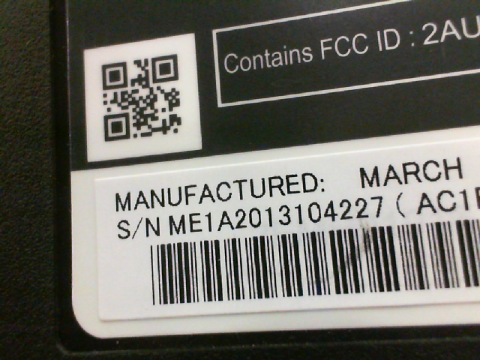 Contains FCC ID : 2AU
MANUFACTURED: MARCH
S/N ME1A2013104227 ( AC1